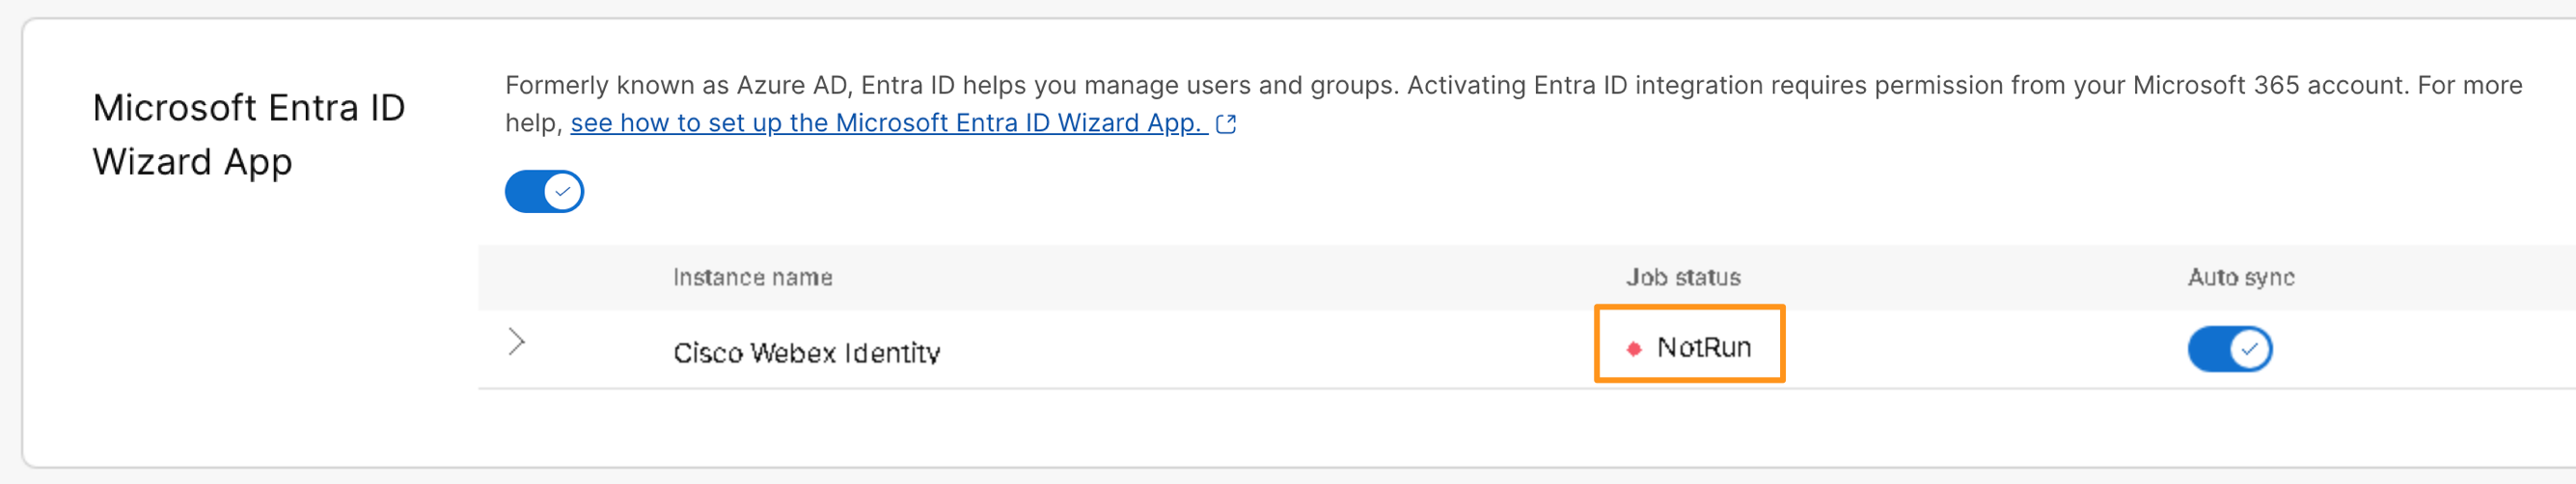 Microsoft Entra ID
Wizard App
Formerly known as Azure AD, Entra ID helps you manage users and groups. Activating Entra ID integration requires permission from your Microsoft 365 account. For more
help, see how to set up the Microsoft Entra ID Wizard App.
Instance name Job status Auto sync
Cisco Webex Identity NotRun